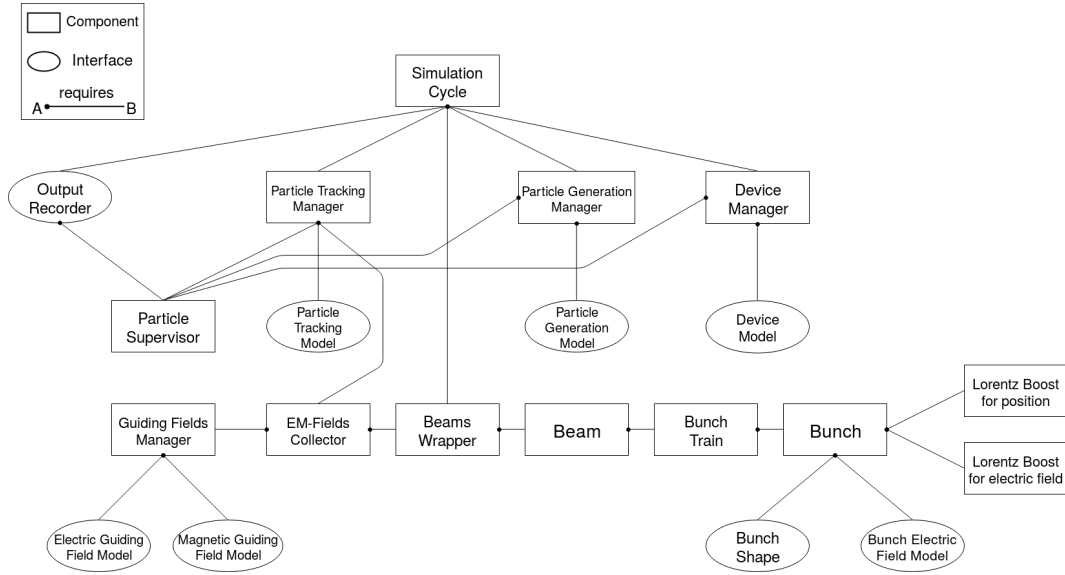 Component
Interface
requires
A B
Simulation
Cycle
Output
Recorder
Particle Tracking
Manager
Particle Generation
Manager
Device
Manager
Particle
Supervisor
Particle
Tracking
Model
Particle
Generation
Model
Device
Model
Guiding Fields
Manager
EM-Fields
Collector
Beams
Wrapper
Beam
Bunch
Train
Bunch
Lorentz Boost
for position
Lorentz Boost
for electric field
Electric Guiding
Field Model
Magnetic Guiding
Field Model
Bunch
Shape
Bunch Electric
Field Model